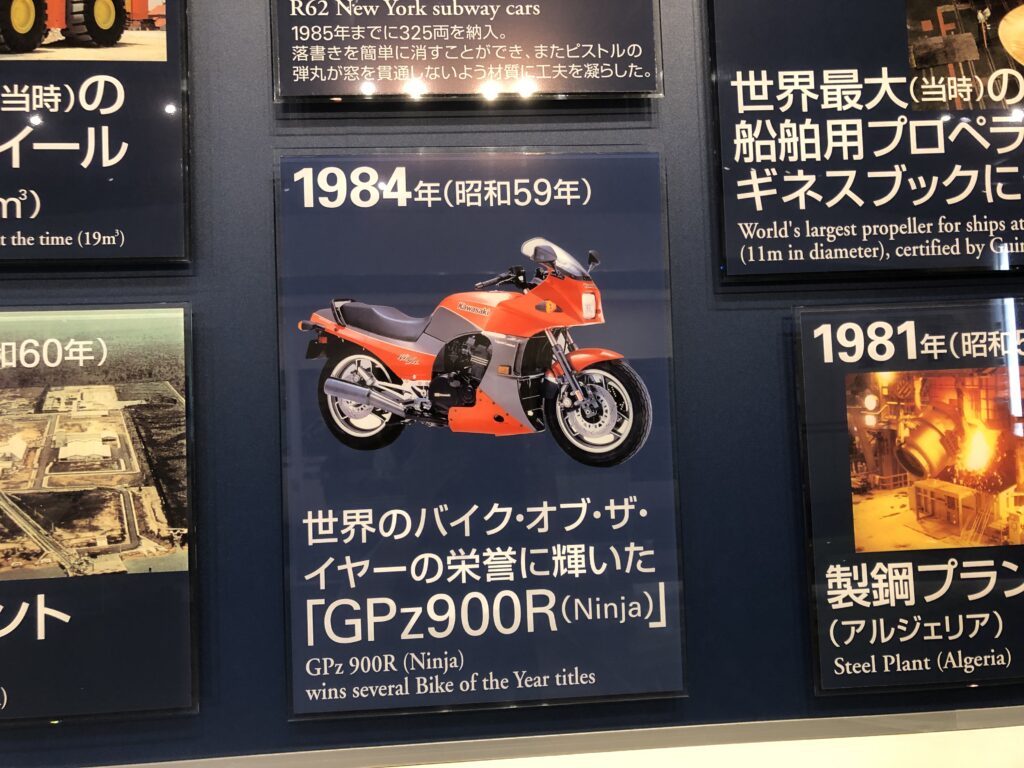 R62 New York subway cars
1985年までに325両を納入。
落書きを簡単に消すことができ、またピストルの
弾丸が窓を貫通しないよう材質に工夫を凝らした。
当時)の
イール
m³)
t the time (19m³)
世界最大(当時)の
船舶用プロペラ
ギネスブックに
World's largest propeller for ships at
(11m in diameter), certified by Guin
1984年(昭和59年)
Kawasaki
Ninja
世界のバイク・オブ・ザ・
イヤーの栄誉に輝いた
「GPz900R(Ninja)」
GPz 900R (Ninja)
wins several Bike of the Year titles
和60年)
ント
)
1981年(昭和5
製鋼プラン
(アルジェリア)
Steel Plant (Algeria)